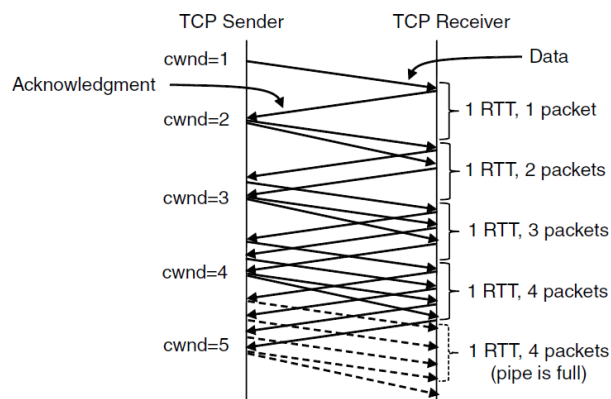 TCP Sender
TCP Receiver
cwnd=1
Data
Acknowledgment
1 RTT, 1 packet
cwnd=2
1 RTT, 2 packets
cwnd=3
1 RTT, 3 packets
cwnd=4
1 RTT, 4 packets
cwnd=5
1 RTT, 4 packets
(pipe is full)